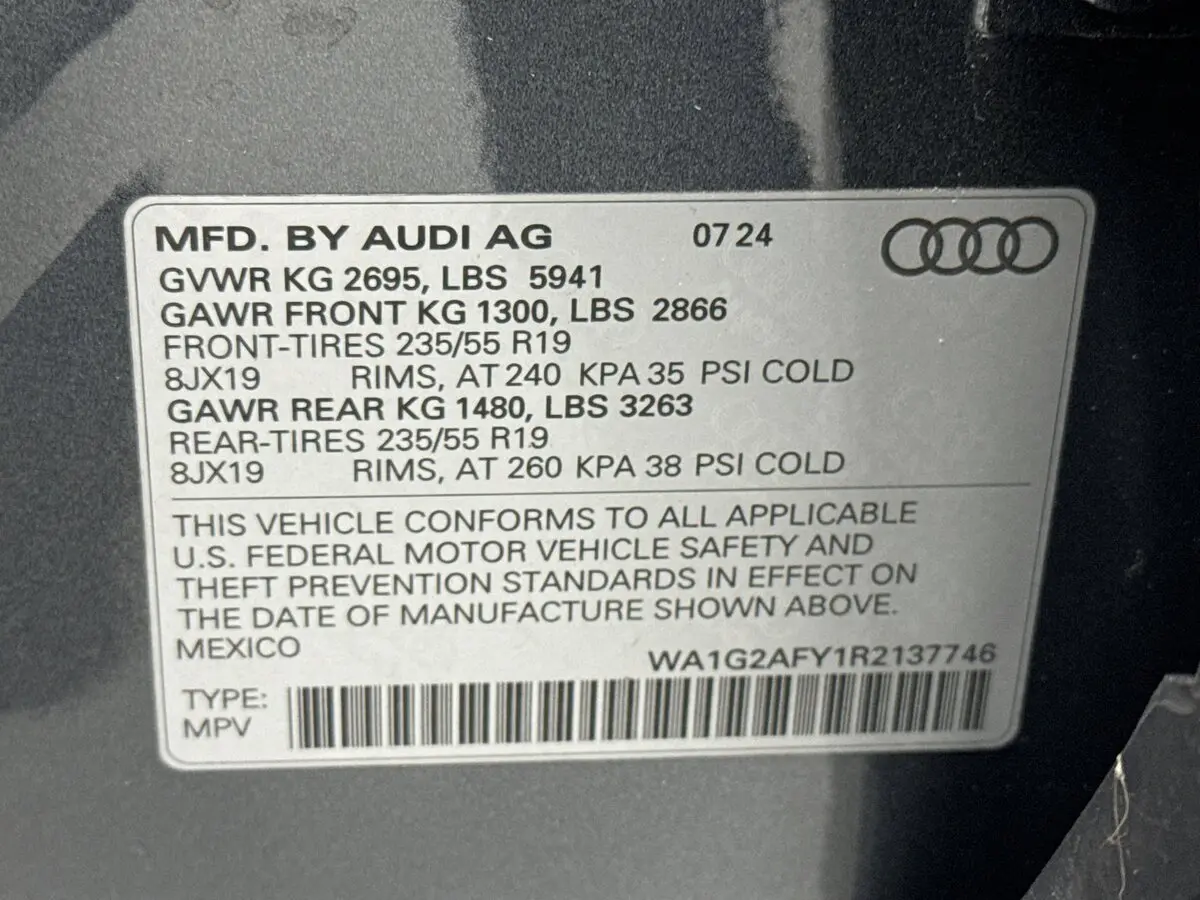 MFD. BY AUDI AG 07 24
GVWR KG 2695, LBS 5941
GAWR FRONT KG 1300, LBS 2866
FRONT-TIRES 235/55 R19
8JX19 RIMS, AT 240 KPA 35 PSI COLD
GAWR REAR KG 1480, LBS 3263
REAR-TIRES 235/55 R19
8JX19 RIMS, AT 260 KPA 38 PSI COLD
THIS VEHICLE CONFORMS TO ALL APPLICABLE
U.S. FEDERAL MOTOR VEHICLE SAFETY AND
THEFT PREVENTION STANDARDS IN EFFECT ON
THE DATE OF MANUFACTURE SHOWN ABOVE.
MEXICO WA1G2AFY1R2137746
TYPE:
MPV